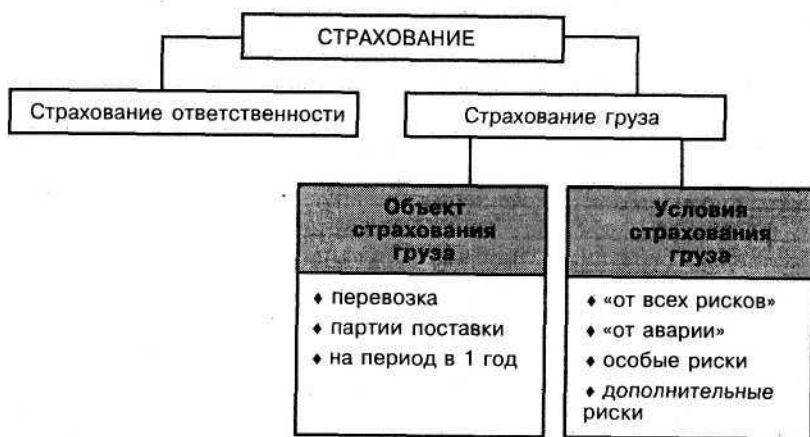 СТРАХОВАНИЕ
Страхование ответственности
Страхование груза
Объект
страхования
груза
♦ перевозка
♦ партии поставки
♦ на период в 1 год
Условия
страхования
груза
♦ «от всех рисков»
♦ «от аварии»
♦ особые риски
♦ дополнительные
риски